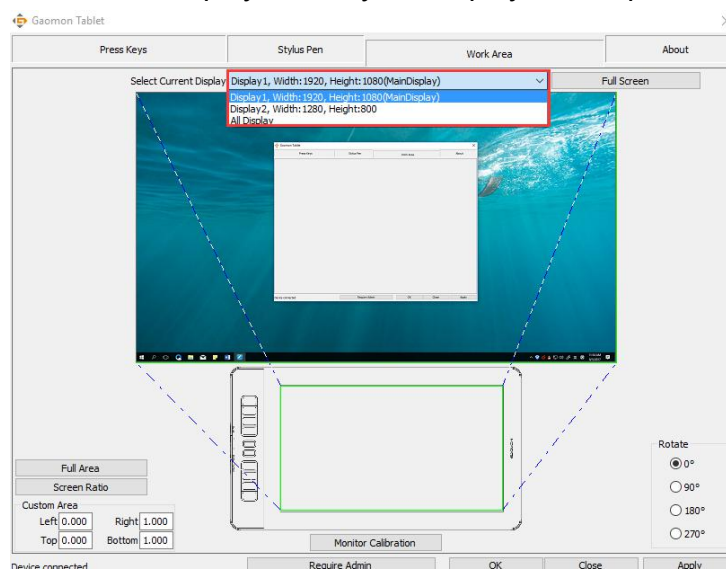 Gaomon Tablet
Press Keys Stylus Pen Work Area About
Select Current Display Display1, Width:1920, Height:1080(MainDisplay) Full Screen
Display1, Width:1920, Height:1080(MainDisplay)
Display2, Width:1280, Height:800
All Display
Rotate
Full Area 0°
Screen Ratio 90°
Custom Area
Left 0.000 Right 1.000 180°
Top 0.000 Bottom 1.000 270°
Monitor Calibration
Device connected Require Admin OK Close Apply